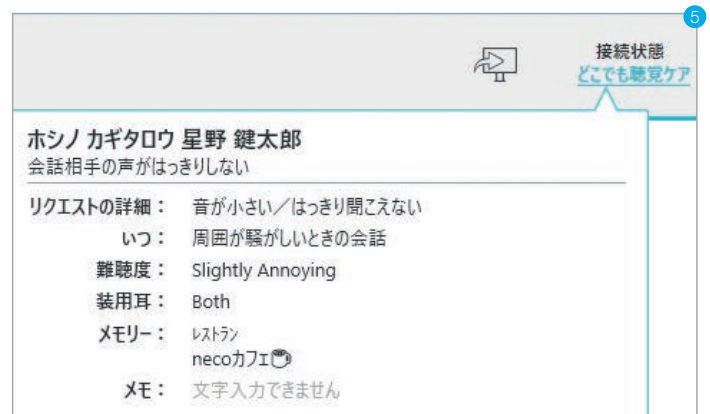 5
接続状態
どこでも聴覚ケア
ホシノ カギタロウ 星野 鍵太郎
会話相手の声がはっきりしない
リクエストの詳細： 音が小さい／はっきり聞こえない
いつ： 周囲が騒がしいときの会話
難聴度： Slightly Annoying
装用耳： Both
メモリー： レストラン
necoカフェ
メモ： 文字入力できません